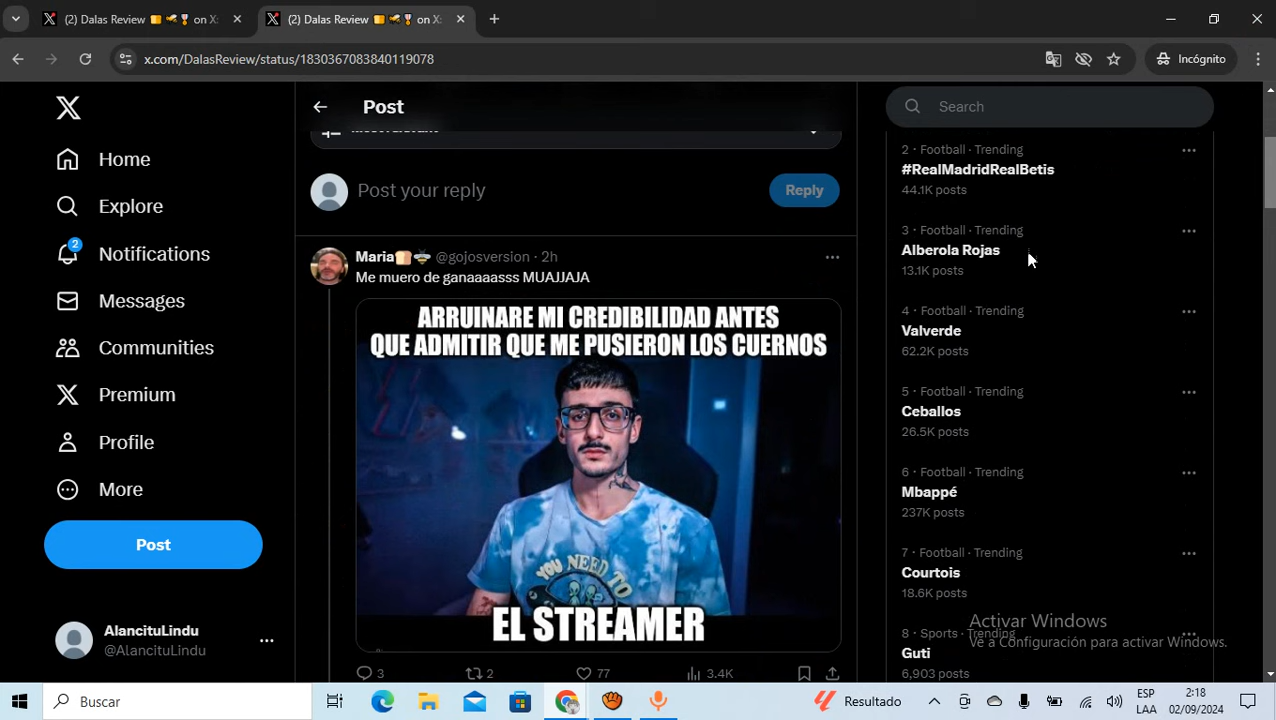 (2) Dalas Review on X:
(2) Dalas Review on X:
x.com/DalasReview/status/1830367083840119078
Incógnito
Home
Explore
2
Notifications
Messages
Communities
Premium
Profile
More
Post
AlancituLindu
@AlancituLindu
Post
Post your reply
Reply
Maria @gojosversion · 2h
Me muero de ganaaaasss MUAJJAJA
ARRUINARE MI CREDIBILIDAD ANTES
QUE ADMITIR QUE ME PUSIERON LOS CUERNOS
YOU NEED TO
EL STREAMER
3
2
77
3.4K
Search
2 · Football · Trending
#RealMadridRealBetis
44.1K posts
3 · Football · Trending
Alberola Rojas
13.1K posts
4 · Football · Trending
Valverde
62.2K posts
5 · Football · Trending
Ceballos
26.5K posts
6 · Football · Trending
Mbappé
237K posts
7 · Football · Trending
Courtois
18.6K posts
8 · Sports · Trending
Guti
6,903 posts
Activar Windows
Ve a Configuración para activar Windows.
Buscar
Resultado
ESP
LAA
2:18
02/09/2024